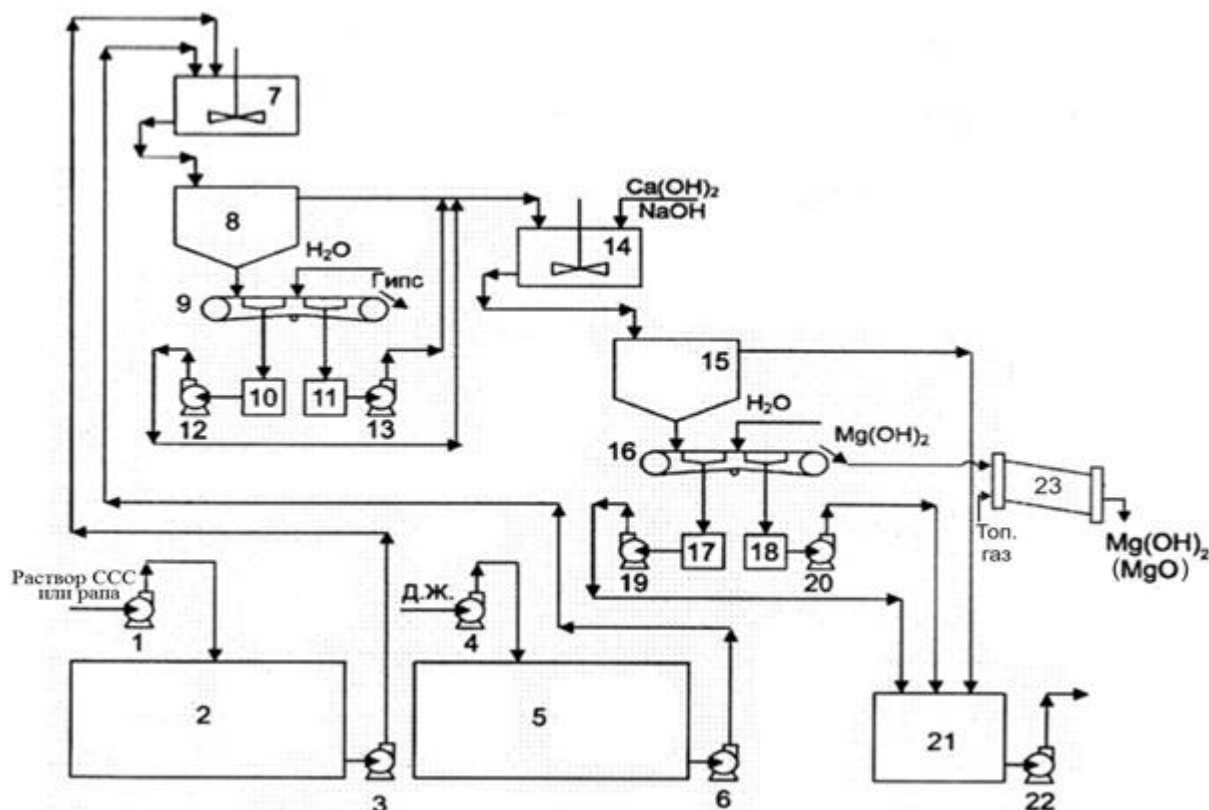 7
8
H₂O
Гипс
9
10
11
12
13
Ca(OH)₂
NaOH
14
15
H₂O
Mg(OH)₂
16
17
18
19
20
23
Топ.
газ
Mg(OH)₂
(MgO)
Раствор ССС
или рапа
1
Д.Ж.
4
2
3
5
6
21
22